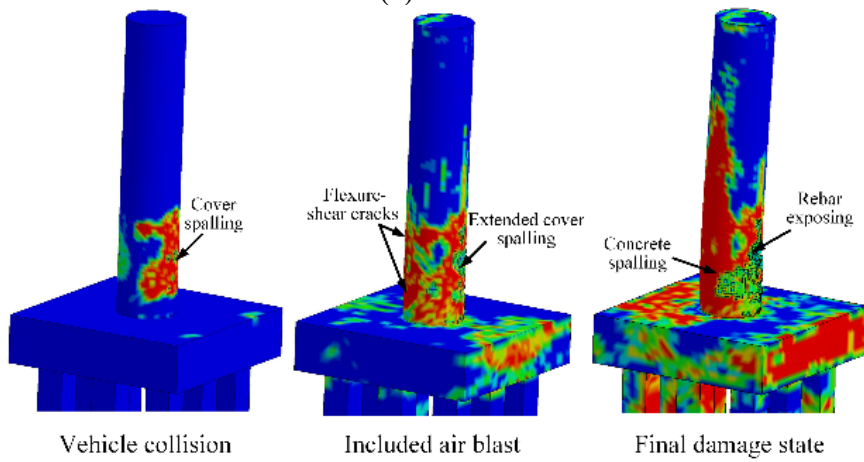 Cover
spalling
Flexure-
shear cracks
Extended cover
spalling
Rebar
exposing
Concrete
spalling
Vehicle collision
Included air blast
Final damage state